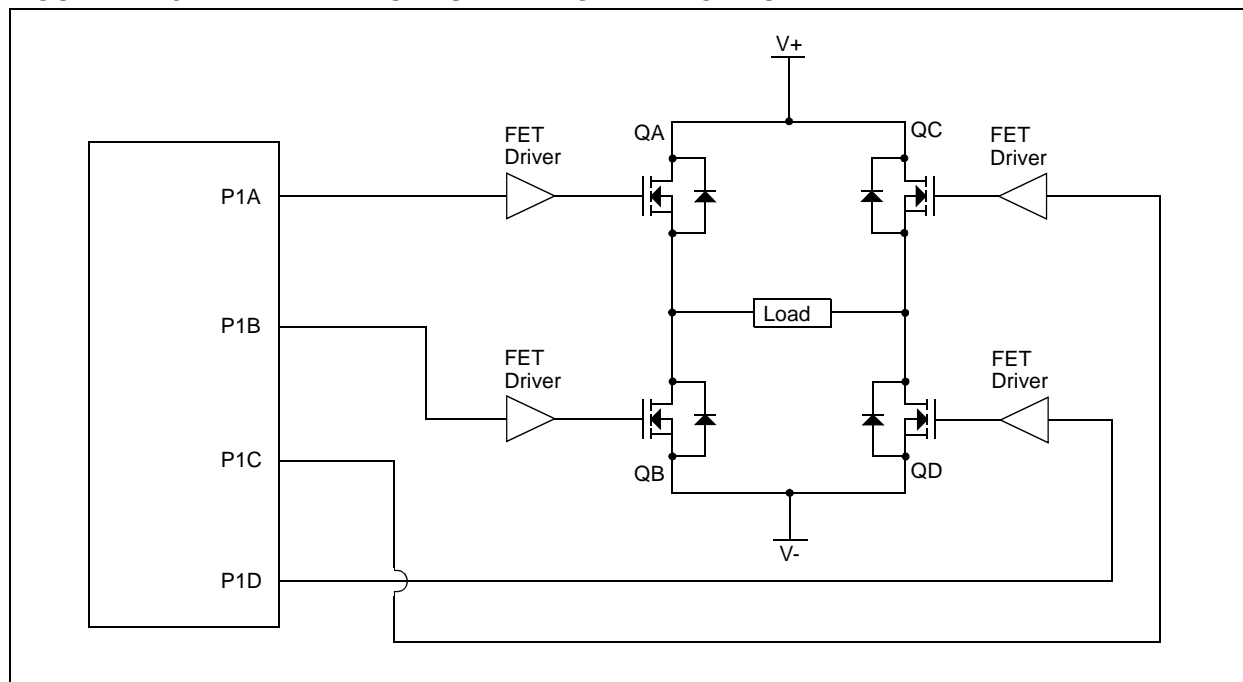 V+
QA
QC
FET
Driver
FET
Driver
P1A
P1B
Load
FET
Driver
FET
Driver
P1C
QB
QD
V-
P1D